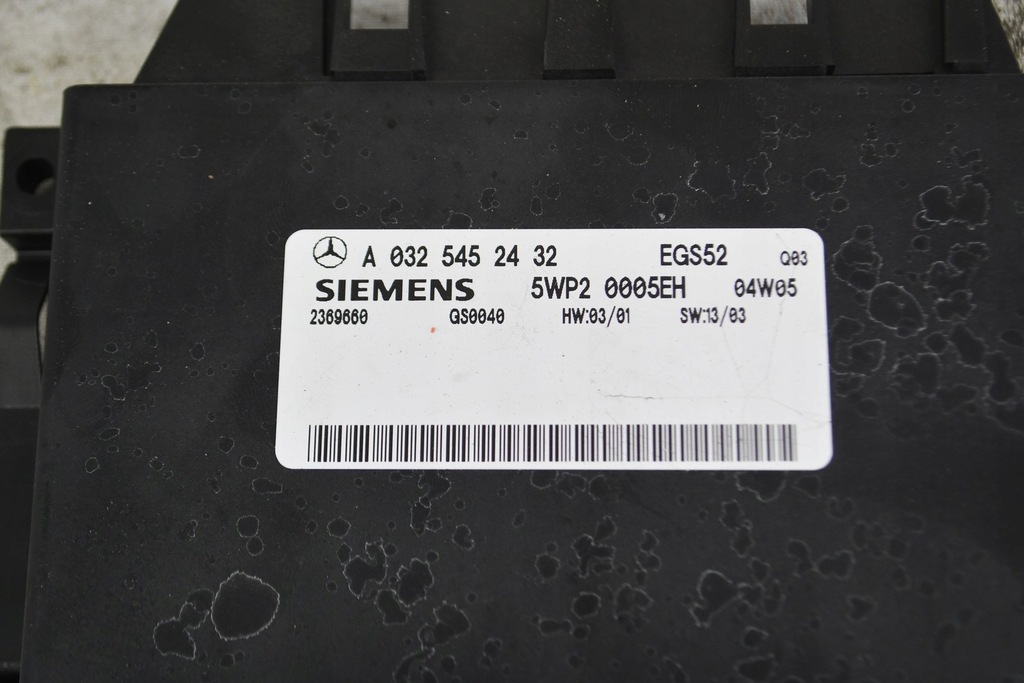 A 032 545 24 32 EGS52 Q03
SIEMENS 5WP2 0005EH 04W05
2369660 QS0040 HW:03/01 SW:13/03